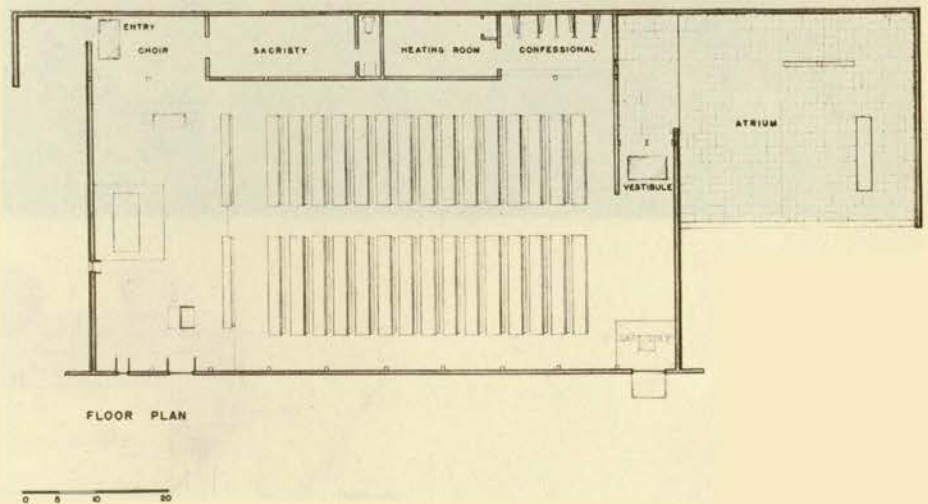 ENTRY
CHOIR
SACRISTY
HEATING ROOM
CONFESSIONAL
ATRIUM
VESTIBULE
FLOOR PLAN
0 5 10 20